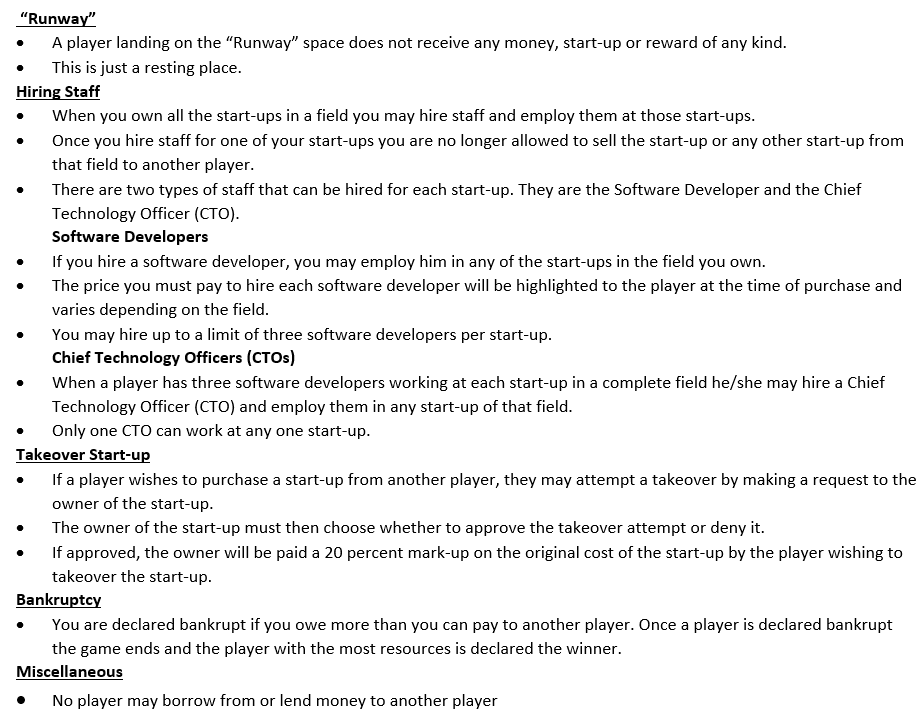 “Runway”
• A player landing on the “Runway” space does not receive any money, start-up or reward of any kind.
• This is just a resting place.
Hiring Staff
• When you own all the start-ups in a field you may hire staff and employ them at those start-ups.
• Once you hire staff for one of your start-ups you are no longer allowed to sell the start-up or any other start-up from
that field to another player.
• There are two types of staff that can be hired for each start-up. They are the Software Developer and the Chief
Technology Officer (CTO).
Software Developers
• If you hire a software developer, you may employ him in any of the start-ups in the field you own.
• The price you must pay to hire each software developer will be highlighted to the player at the time of purchase and
varies depending on the field.
• You may hire up to a limit of three software developers per start-up.
Chief Technology Officers (CTOs)
• When a player has three software developers working at each start-up in a complete field he/she may hire a Chief
Technology Officer (CTO) and employ them in any start-up of that field.
• Only one CTO can work at any one start-up.
Takeover Start-up
• If a player wishes to purchase a start-up from another player, they may attempt a takeover by making a request to the
owner of the start-up.
• The owner of the start-up must then choose whether to approve the takeover attempt or deny it.
• If approved, the owner will be paid a 20 percent mark-up on the original cost of the start-up by the player wishing to
takeover the start-up.
Bankruptcy
• You are declared bankrupt if you owe more than you can pay to another player. Once a player is declared bankrupt
the game ends and the player with the most resources is declared the winner.
Miscellaneous
• No player may borrow from or lend money to another player